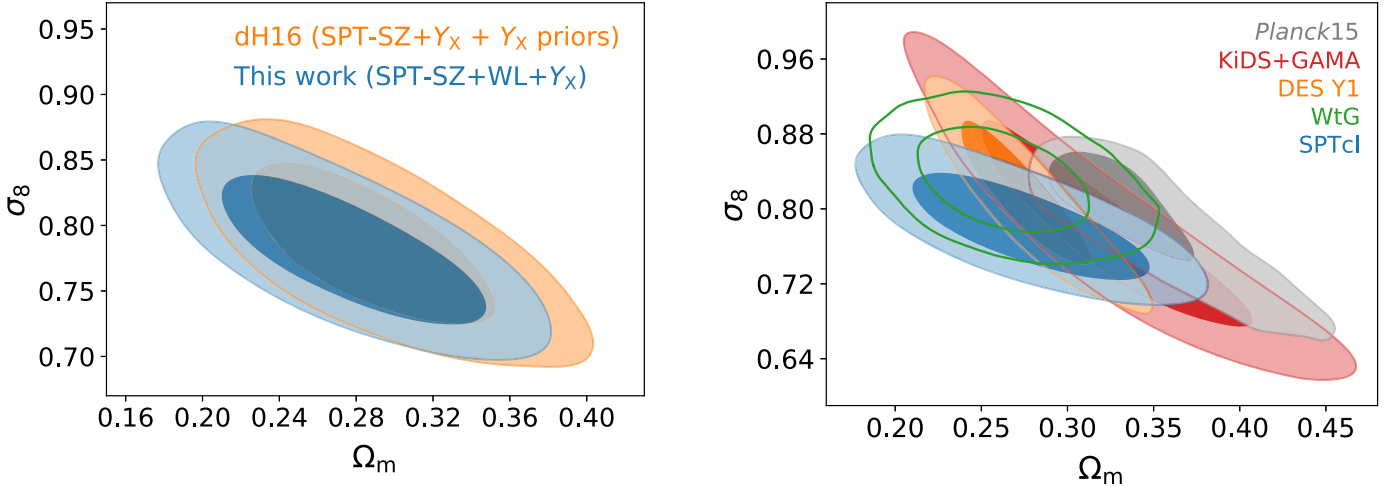 dH16 (SPT-SZ+Y_X + Y_X priors)
This work (SPT-SZ+WL+Y_X)
0.95
0.90
0.85
0.80
0.75
0.70
σ8
0.16 0.20 0.24 0.28 0.32 0.36 0.40
Ωm
Planck15
KiDS+GAMA
DES Y1
WtG
SPTcl
0.96
0.88
0.80
0.72
0.64
σ8
0.20 0.25 0.30 0.35 0.40 0.45
Ωm